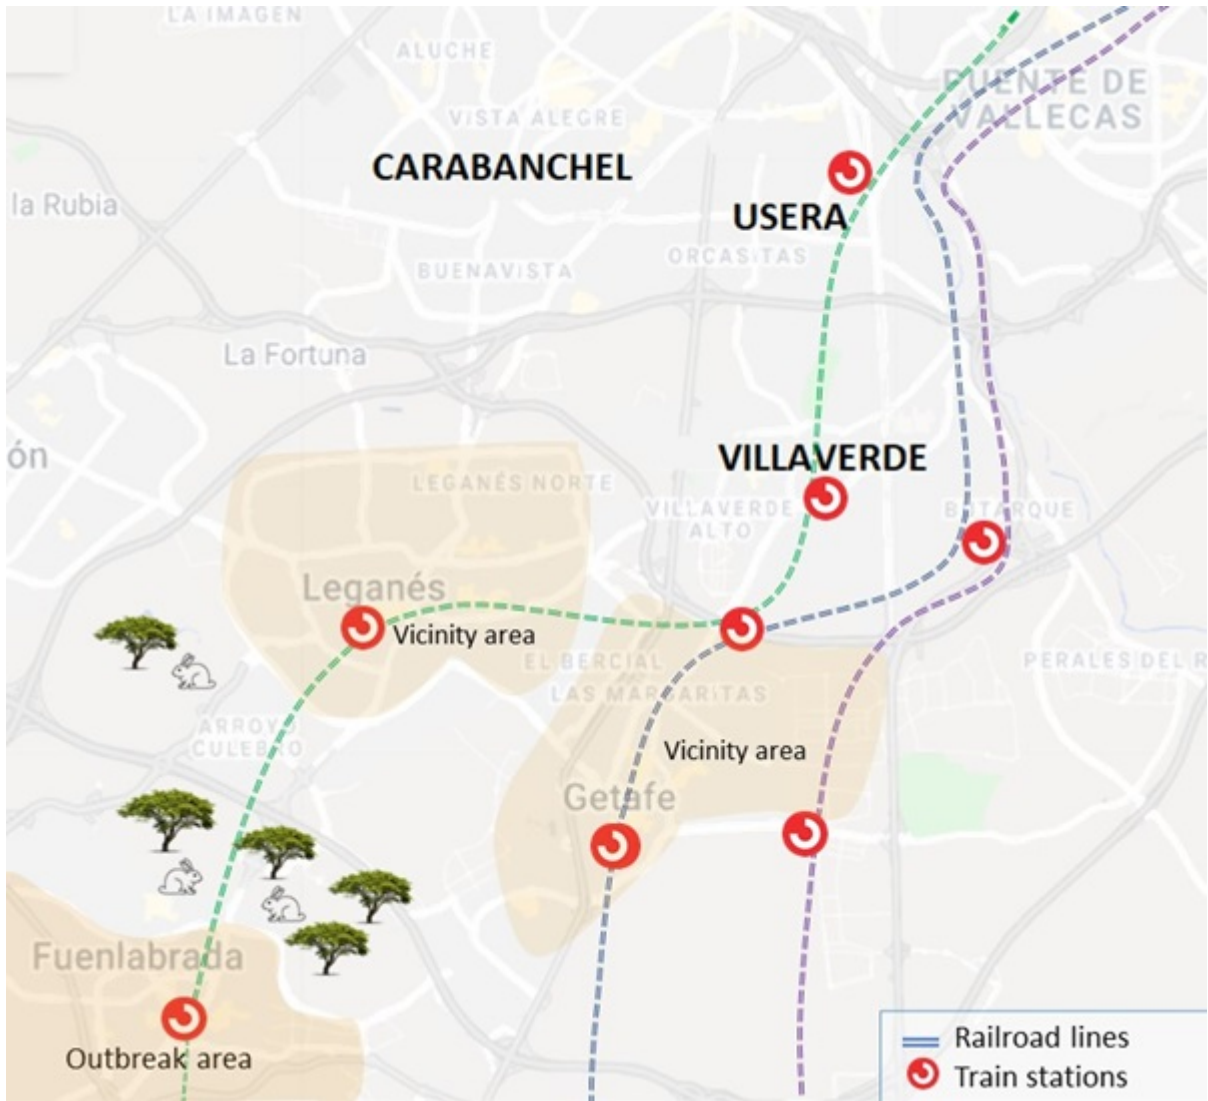 LA IMAGEN
ALUCHE
PUENTE DE
VALLECAS
VISTA ALEGRE
CARABANCHEL
la Rubia
USERA
ORCASITAS
BUENAVISTA
La Fortuna
ón
VILLAVERDE
LEGANÉS NORTE
VILLAVERDE
ALTO
BUTARQUE
Leganés
Vicinity area
EL BERCIAL
PERALES DEL R
LAS MARGARITAS
ARROYO
CULEBRO
Vicinity area
Getafe
Fuenlabrada
Outbreak area
Railroad lines
Train stations